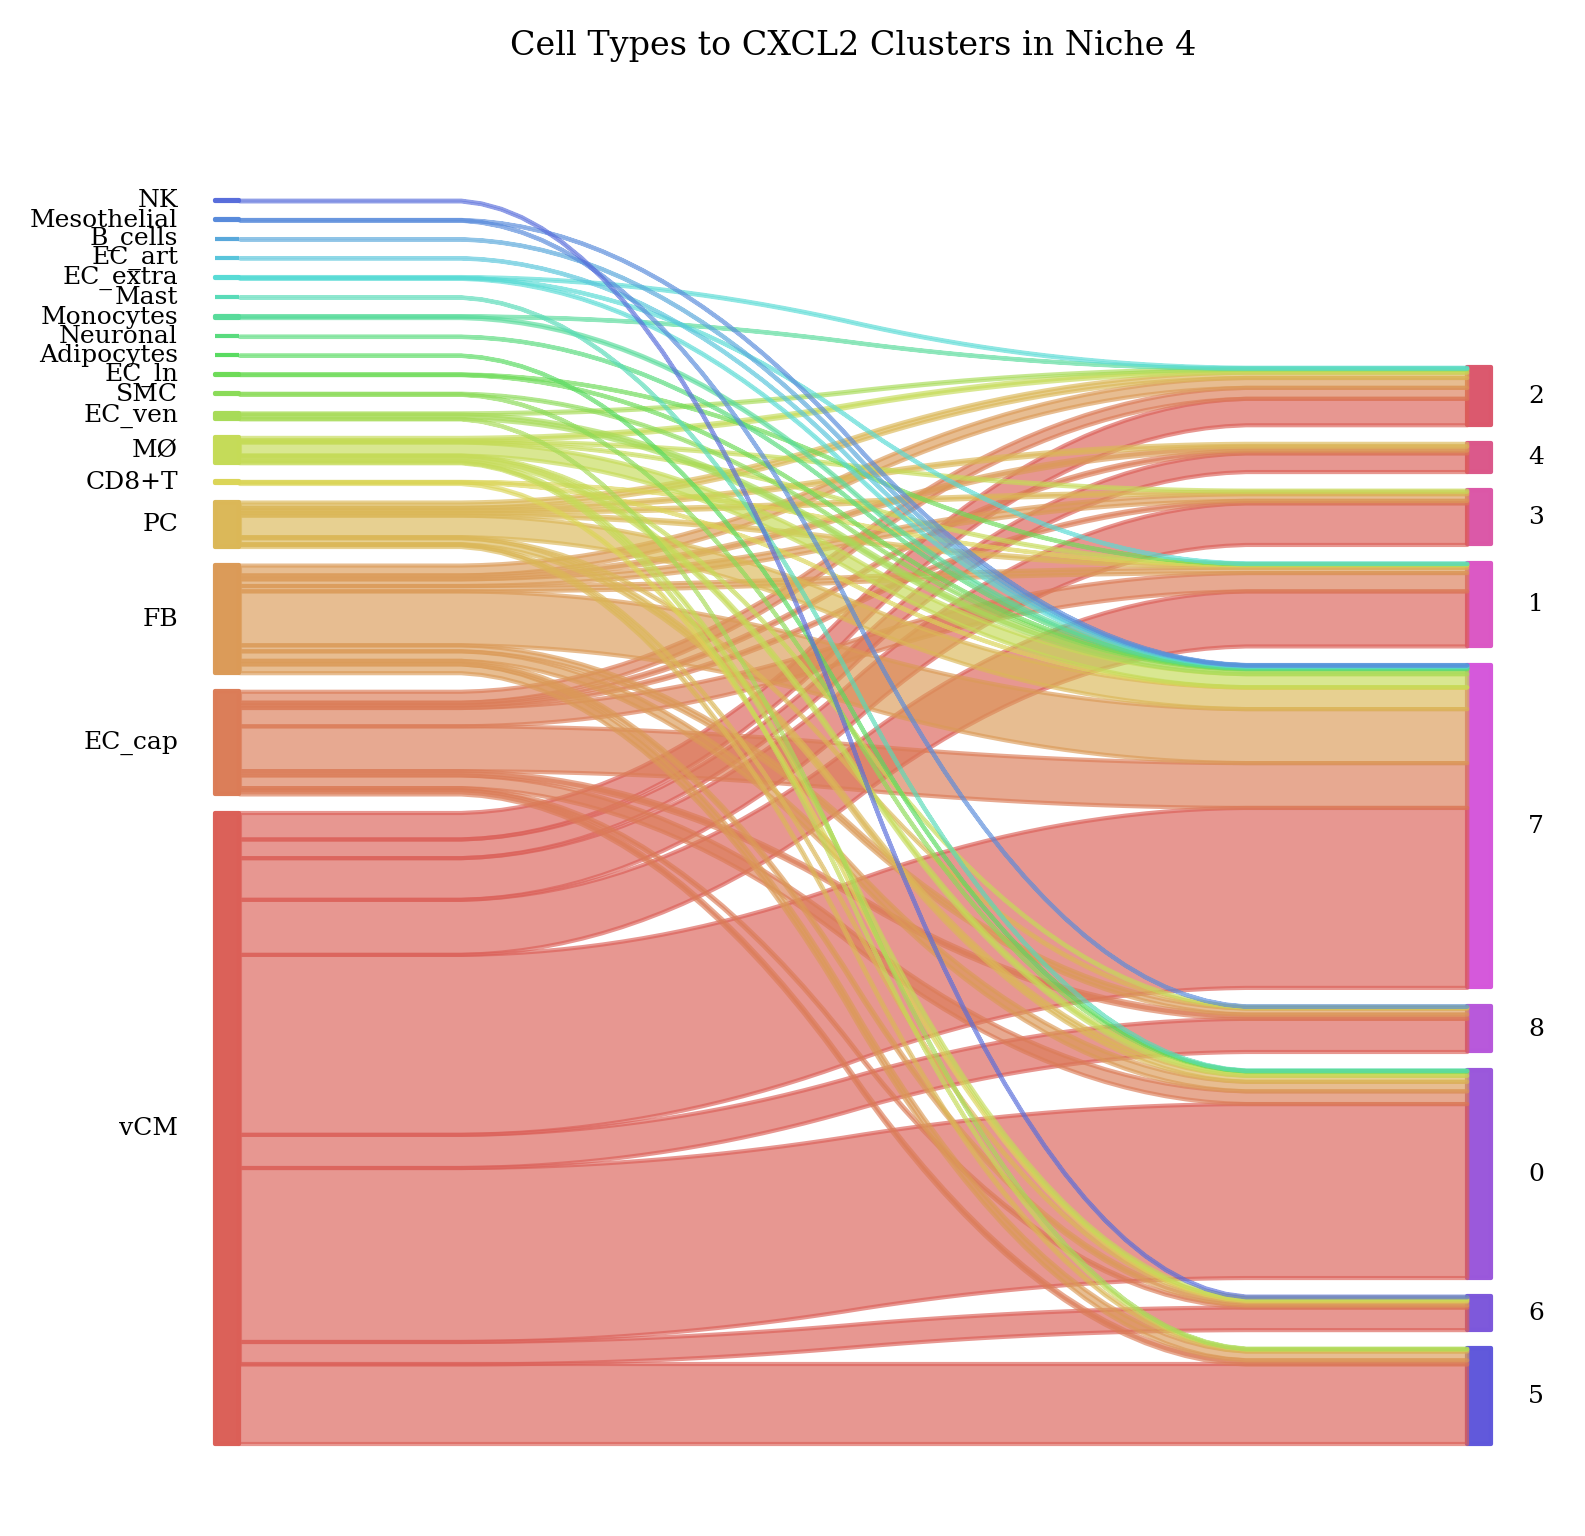 Cell Types to CXCL2 Clusters in Niche 4
NK
Mesothelial
B_cells
EC_art
EC_extra
Mast
Monocytes
Neuronal
Adipocytes
EC_ln
SMC
EC_ven
MØ
CD8+T
PC
FB
EC_cap
vCM
2
4
3
1
7
8
0
6
5